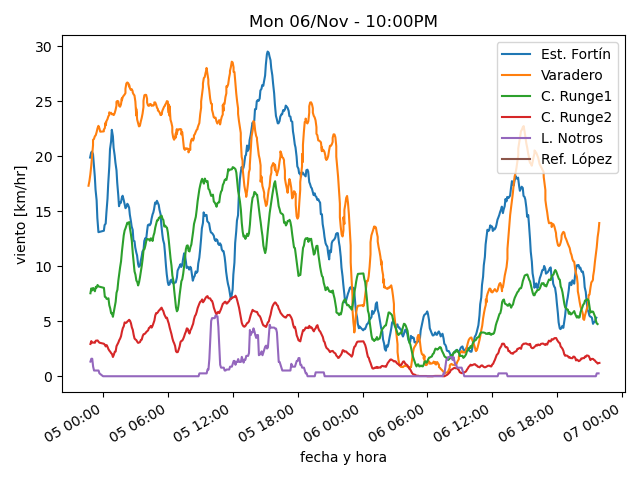 Mon 06/Nov - 10:00PM
Est. Fortín
Varadero
C. Runge1
C. Runge2
L. Notros
Ref. López
viento [km/hr]
30
25
20
15
10
5
0
05 00:00
05 06:00
05 12:00
05 18:00
06 00:00
06 06:00
06 12:00
06 18:00
07 00:00
fecha y hora